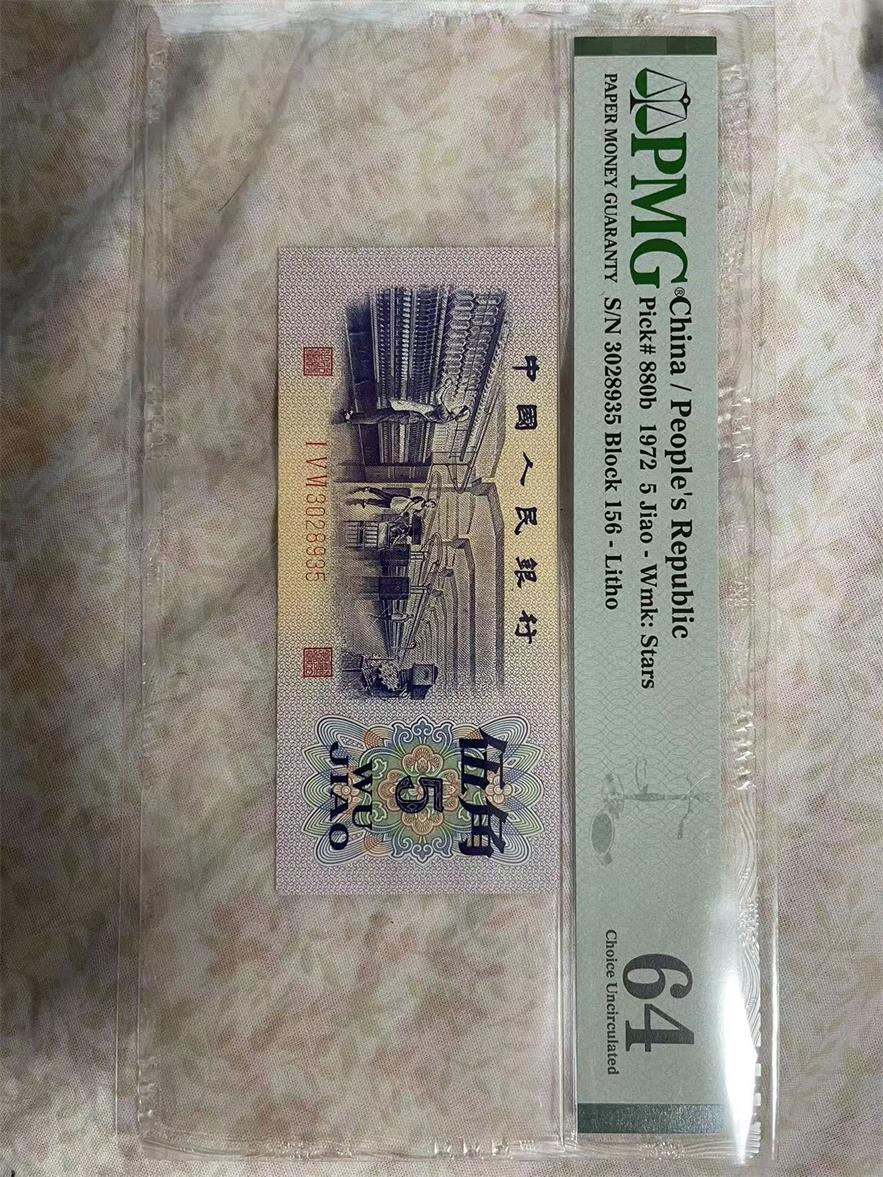 PMG®
PAPER MONEY GUARANTY
China / People's Republic
Pick# 880b 1972 5 Jiao - Wmk: Stars
S/N 3028935 Block 156 - Litho
64
Choice Uncirculated
中國人民銀行
伍角
5
WU
JIAO
IVVI3028935